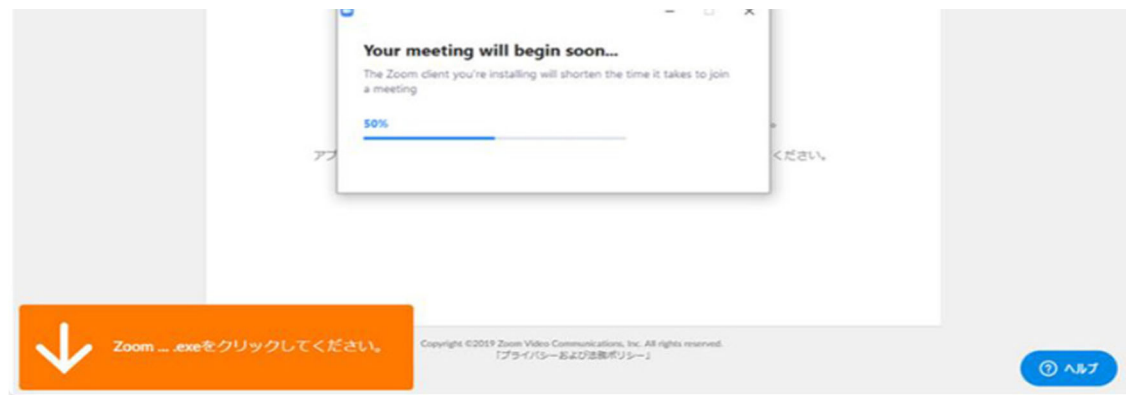 Your meeting will begin soon...
The Zoom client you're installing will shorten the time it takes to join
a meeting
50%
アプ
ください。
Zoom ... .exeをクリックしてください。
Copyright ©2019 Zoom Video Communications, Inc. All rights reserved.
「プライバシーおよび法務ポリシー」
ヘルプ